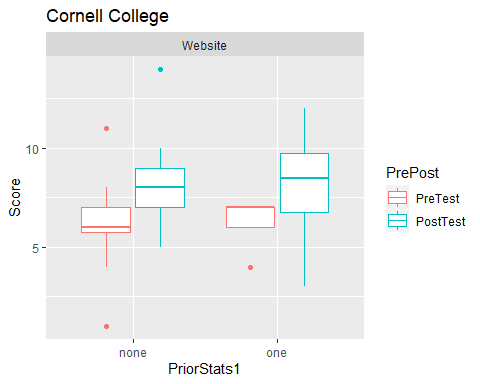 Cornell College
Website
Score
10
5
none
one
PriorStats1
PrePost
PreTest
PostTest